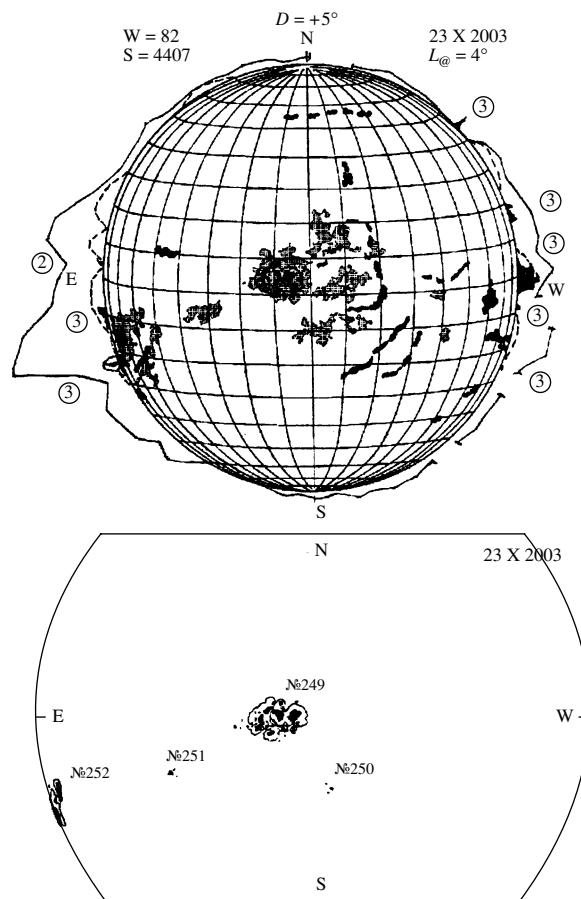 W = 82
S = 4407
D = +5°
N
23 X 2003
L@ = 4°
③
③
③
②
E
W
③
③
③
③
S
N
23 X 2003
№249
E
W
№251
№250
№252
S